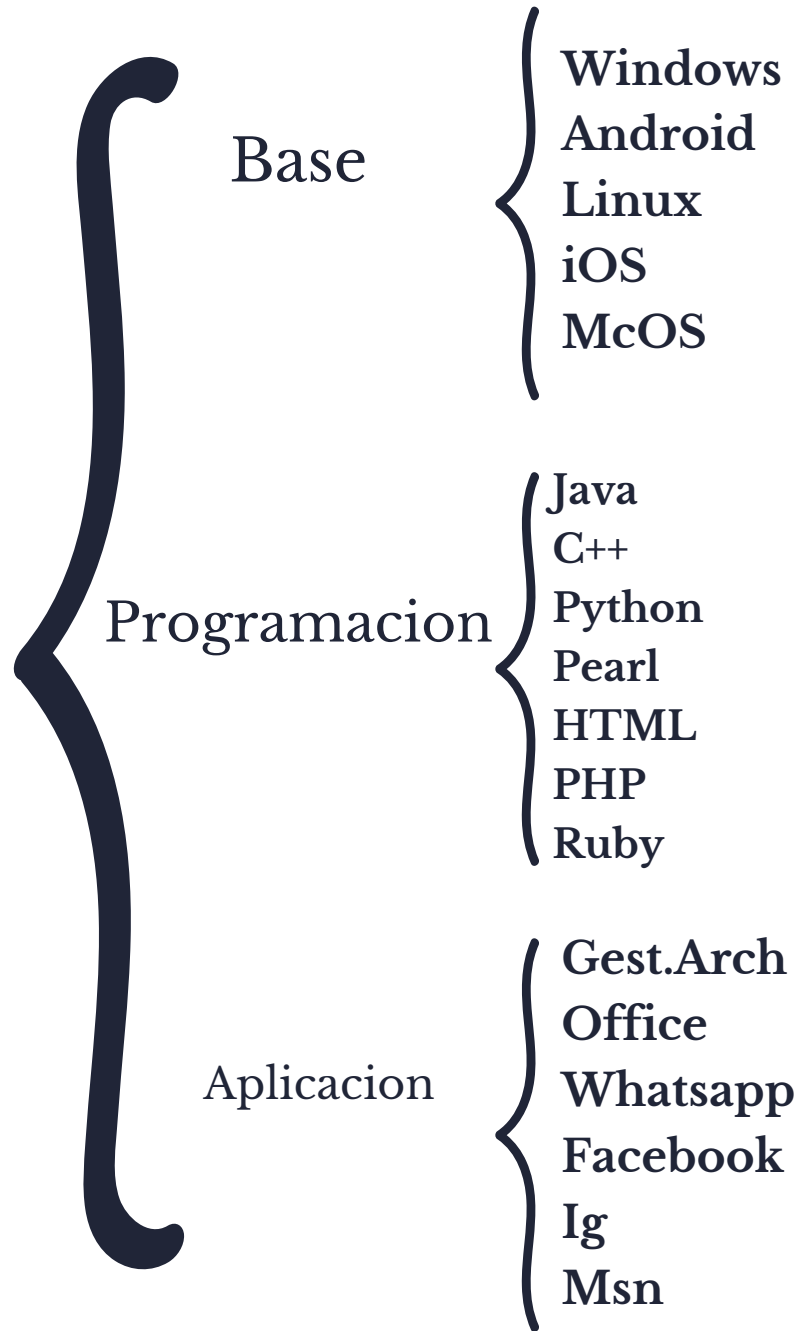 Base
Windows
Android
Linux
iOS
McOS
Programacion
Java
C++
Python
Pearl
HTML
PHP
Ruby
Aplicacion
Gest.Arch
Office
Whatsapp
Facebook
Ig
Msn